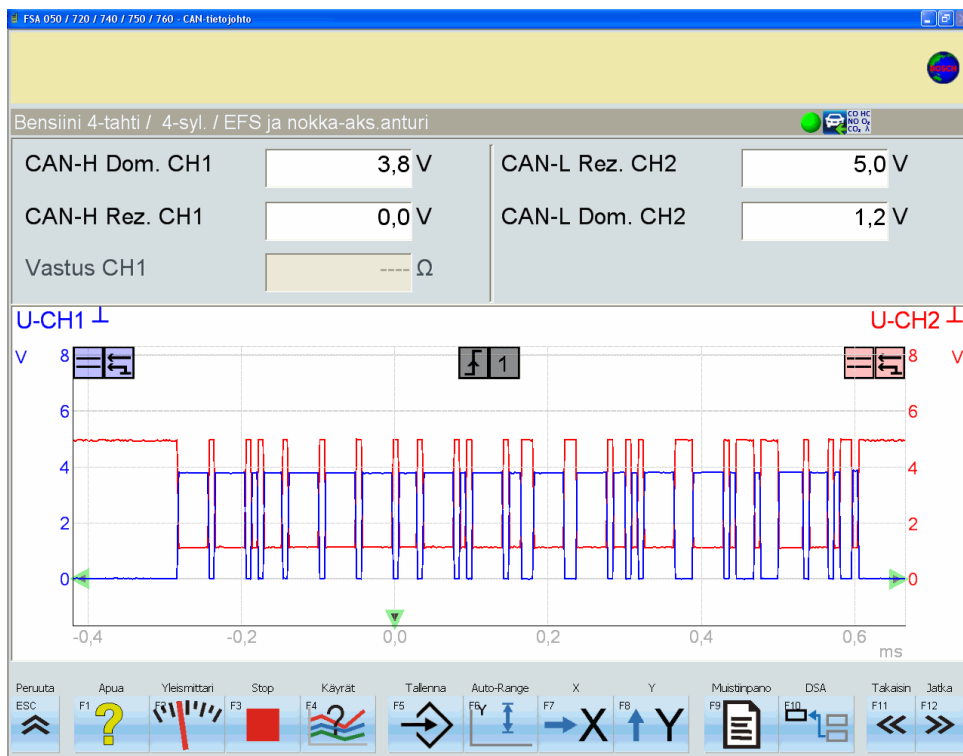 FSA 050 / 720 / 740 / 750 / 760 - CAN-tietojohto
BOSCH
Bensiini 4-tahti / 4-syl. / EFS ja nokka-aks.anturi
CO HC
NO O₂
CO₂ λ
CAN-H Dom. CH1 3,8 V
CAN-L Rez. CH2 5,0 V
CAN-H Rez. CH1 0,0 V
CAN-L Dom. CH2 1,2 V
Vastus CH1 ---- Ω
U-CH1 U-CH2
V 8 1 8 V
6 6
4 4
2 2
0 0
-0,4 -0,2 0,0 0,2 0,4 0,6
ms
Peruuta Apua Yleismittari Stop Käyrät Tallenna Auto-Range X Y Muistiinpano DSA Takaisin Jatka
ESC F1 F2 F3 F4 F5 F6 F7 F8 F9 F10 F11 F12
? Y X Y